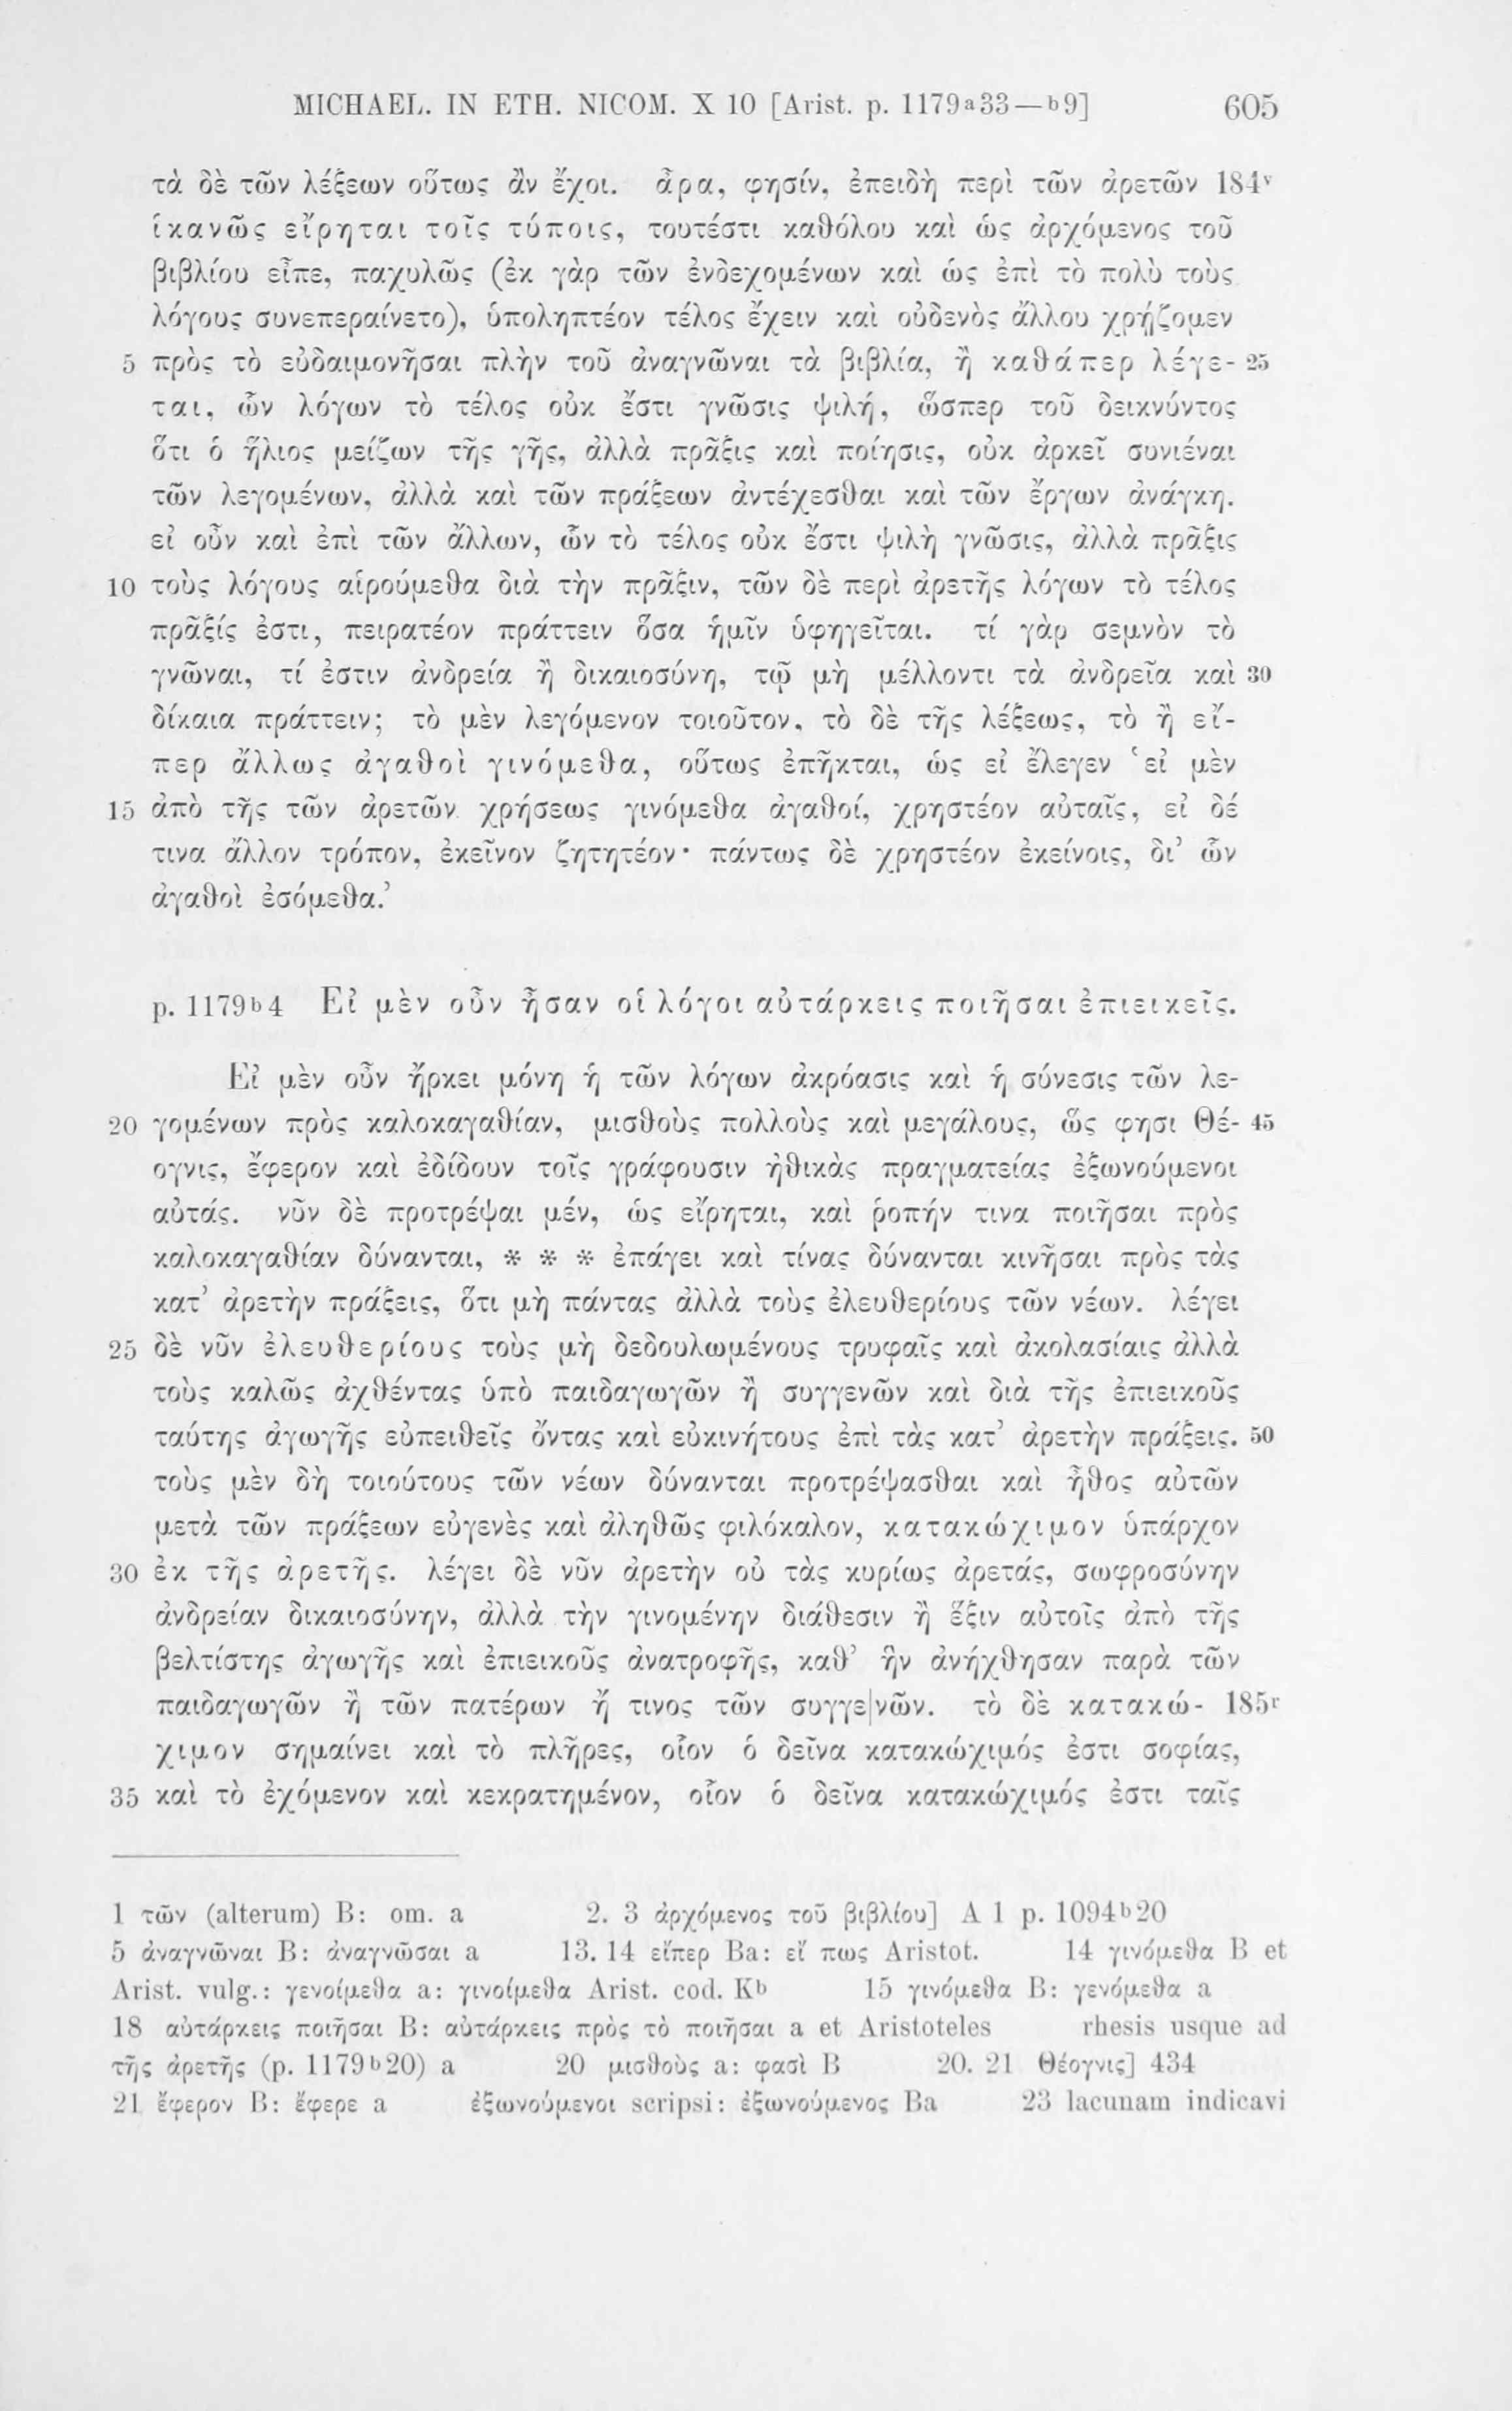 MICHAEL. IN ETH. NICOM. X 10 [Arist. p. 1179ᵃ33—ᵇ9] 605
τὰ δὲ τῶν λέξεων οὕτως ἂν ἔχοι. ἆρα, φησίν, ἐπειδὴ περὶ τῶν ἀρετῶν 184ᵛ
ἱκανῶς εἴρηται τοῖς τύποις, τουτέστι καθόλου καὶ ὡς ἀρχόμενος τοῦ
βιβλίου εἶπε, παχυλῶς (ἐκ γὰρ τῶν ἐνδεχομένων καὶ ὡς ἐπὶ τὸ πολὺ τοὺς
λόγους συνεπεραίνετο), ὑποληπτέον τέλος ἔχειν καὶ οὐδενὸς ἄλλου χρῄζομεν
5 πρὸς τὸ εὐδαιμονῆσαι πλὴν τοῦ ἀναγνῶναι τὰ βιβλία, ἢ καθάπερ λέγε- 25
ται, ὧν λόγων τὸ τέλος οὐκ ἔστι γνῶσις ψιλή, ὥσπερ τοῦ δεικνύντος
ὅτι ὁ ἥλιος μείζων τῆς γῆς, ἀλλὰ πρᾶξις καὶ ποίησις, οὐκ ἀρκεῖ συνιέναι
τῶν λεγομένων, ἀλλὰ καὶ τῶν πράξεων ἀντέχεσθαι καὶ τῶν ἔργων ἀνάγκη.
εἰ οὖν καὶ ἐπὶ τῶν ἄλλων, ὧν τὸ τέλος οὐκ ἔστι ψιλὴ γνῶσις, ἀλλὰ πρᾶξις
10 τοὺς λόγους αἱρούμεθα διὰ τὴν πρᾶξιν, τῶν δὲ περὶ ἀρετῆς λόγων τὸ τέλος
πρᾶξίς ἐστι, πειρατέον πράττειν ὅσα ἡμῖν ὑφηγεῖται. τί γὰρ σεμνὸν τὸ
γνῶναι, τί ἐστιν ἀνδρεία ἢ δικαιοσύνη, τῷ μὴ μέλλοντι τὰ ἀνδρεῖα καὶ 30
δίκαια πράττειν; τὸ μὲν λεγόμενον τοιοῦτον, τὸ δὲ τῆς λέξεως, τὸ ἢ εἴ-
περ ἄλλως ἀγαθοὶ γινόμεθα, οὕτως ἐπῆκται, ὡς εἰ ἔλεγεν ‘εἰ μὲν
15 ἀπὸ τῆς τῶν ἀρετῶν χρήσεως γινόμεθα ἀγαθοί, χρηστέον αὐταῖς, εἰ δέ
τινα ἄλλον τρόπον, ἐκεῖνον ζητητέον· πάντως δὲ χρηστέον ἐκείνοις, δι’ ὧν
ἀγαθοὶ ἐσόμεθα.’
p. 1179ᵇ4 Εἰ μὲν οὖν ἦσαν οἱ λόγοι αὐτάρκεις ποιῆσαι ἐπιεικεῖς.
Εἰ μὲν οὖν ἤρκει μόνη ἡ τῶν λόγων ἀκρόασις καὶ ἡ σύνεσις τῶν λε-
20 γομένων πρὸς καλοκαγαθίαν, μισθοὺς πολλοὺς καὶ μεγάλους, ὥς φησι Θέ- 45
ογνις, ἔφερον καὶ ἐδίδουν τοῖς γράφουσιν ἠθικὰς πραγματείας ἐξωνούμενοι
αὐτάς. νῦν δὲ προτρέψαι μέν, ὡς εἴρηται, καὶ ῥοπήν τινα ποιῆσαι πρὸς
καλοκαγαθίαν δύνανται, * * * ἐπάγει καὶ τίνας δύνανται κινῆσαι πρὸς τὰς
κατ’ ἀρετὴν πράξεις, ὅτι μὴ πάντας ἀλλὰ τοὺς ἐλευθερίους τῶν νέων. λέγει
25 δὲ νῦν ἐλευθερίους τοὺς μὴ δεδουλωμένους τρυφαῖς καὶ ἀκολασίαις ἀλλὰ
τοὺς καλῶς ἀχθέντας ὑπὸ παιδαγωγῶν ἢ συγγενῶν καὶ διὰ τῆς ἐπιεικοῦς
ταύτης ἀγωγῆς εὐπειθεῖς ὄντας καὶ εὐκινήτους ἐπὶ τὰς κατ’ ἀρετὴν πράξεις. 50
τοὺς μὲν δὴ τοιούτους τῶν νέων δύνανται προτρέψασθαι καὶ ἦθος αὐτῶν
μετὰ τῶν πράξεων εὐγενὲς καὶ ἀληθῶς φιλόκαλον, κατακώχιμον ὑπάρχον
30 ἐκ τῆς ἀρετῆς. λέγει δὲ νῦν ἀρετὴν οὐ τὰς κυρίως ἀρετάς, σωφροσύνην
ἀνδρείαν δικαιοσύνην, ἀλλὰ τὴν γινομένην διάθεσιν ἢ ἕξιν αὐτοῖς ἀπὸ τῆς
βελτίστης ἀγωγῆς καὶ ἐπιεικοῦς ἀνατροφῆς, καθ’ ἣν ἀνήχθησαν παρὰ τῶν
παιδαγωγῶν ἢ τῶν πατέρων ἤ τινος τῶν συγγε|νῶν. τὸ δὲ κατακώ- 185ʳ
χιμον σημαίνει καὶ τὸ πλῆρες, οἷον ὁ δεῖνα κατακώχιμός ἐστι σοφίας,
35 καὶ τὸ ἐχόμενον καὶ κεκρατημένον, οἷον ὁ δεῖνα κατακώχιμός ἐστι ταῖς
1 τῶν (alterum) B: om. a 2. 3 ἀρχόμενος τοῦ βιβλίου] A 1 p. 1094ᵇ20
5 ἀναγνῶναι B: ἀναγνῶσαι a 13. 14 εἴπερ Ba: εἴ πως Aristot. 14 γινόμεθα B et
Arist. vulg.: γενοίμεθα a: γινοίμεθα Arist. cod. Kᵇ 15 γινόμεθα B: γενόμεθα a
18 αὐτάρκεις ποιῆσαι B: αὐτάρκεις πρὸς τὸ ποιῆσαι a et Aristoteles rhesis usque ad
τῆς ἀρετῆς (p. 1179ᵇ20) a 20 μισθοὺς a: φασὶ B 20. 21 Θέογνις] 434
21 ἔφερον B: ἔφερε a ἐξωνούμενοι scripsi: ἐξωνούμενος Ba 23 lacunam indicavi